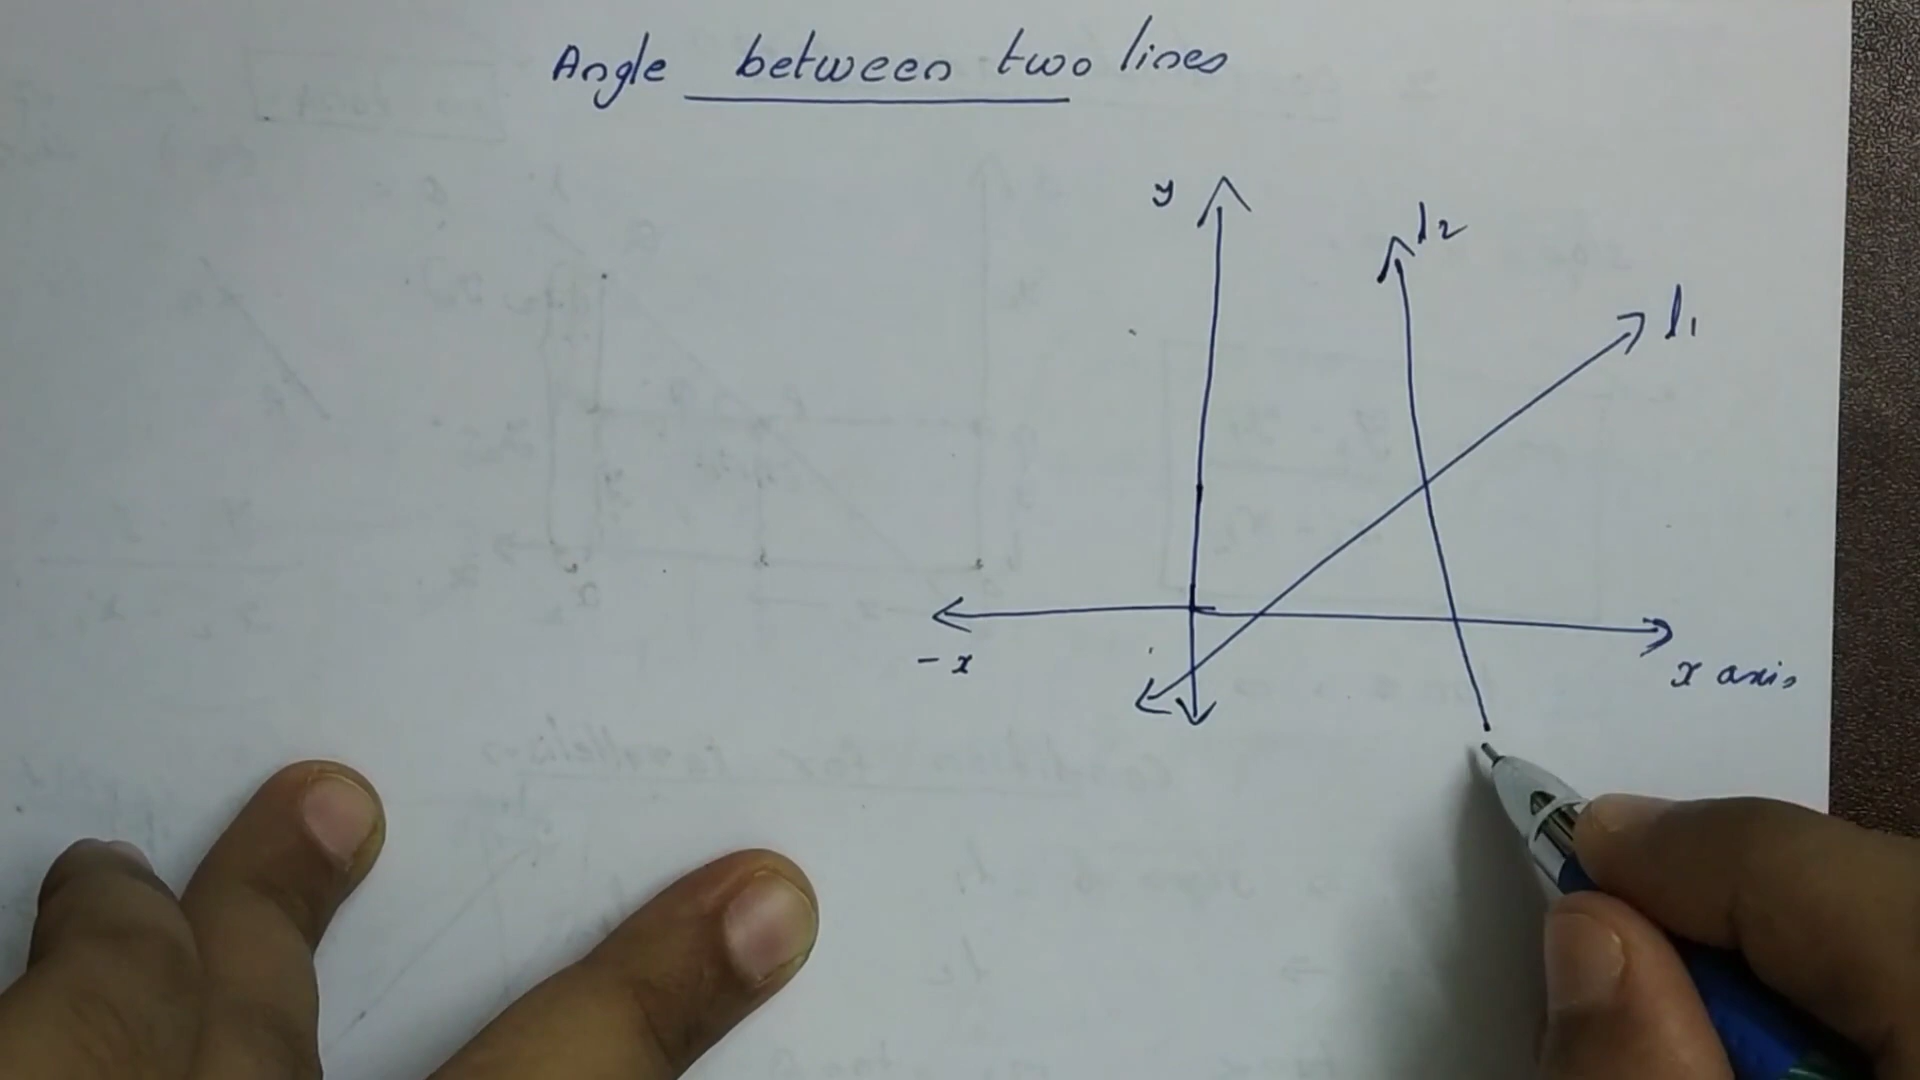 Angle between two lines
y
l2
l1
- x
x axis